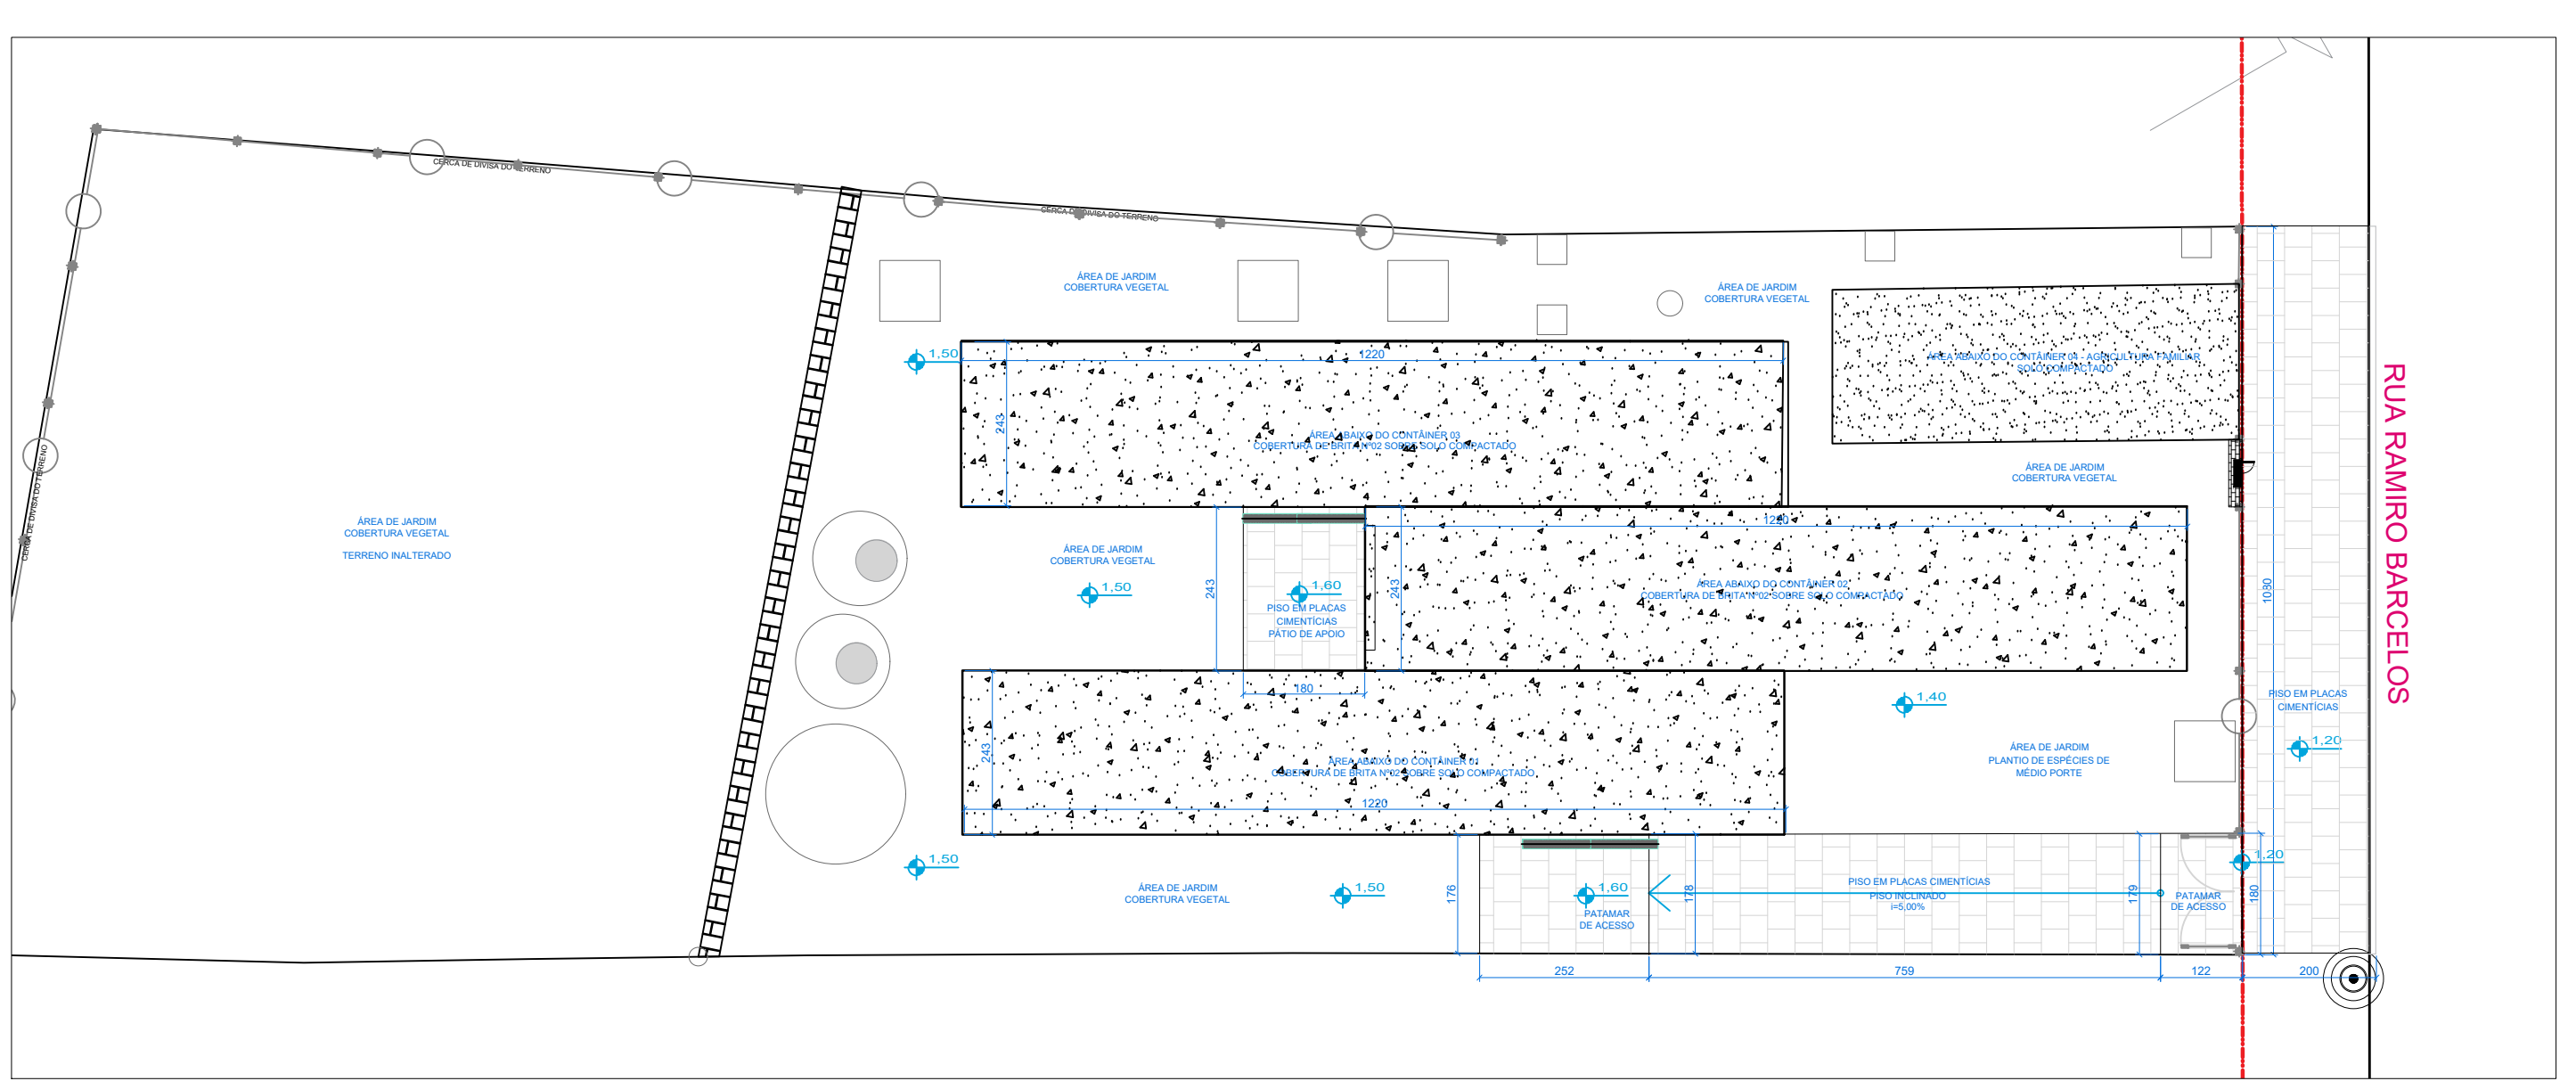 CERCA DE DIVISA DO TERRENO
CERCA DE DIVISA DO TERRENO
CERCA DE DIVISA DO TERRENO
ÁREA DE JARDIM
COBERTURA VEGETAL
TERRENO INALTERADO
ÁREA DE JARDIM
COBERTURA VEGETAL
ÁREA DE JARDIM
COBERTURA VEGETAL
1,50
1220
243
ÁREA ABAIXO DO CONTÂINER 03
COBERTURA DE BRITA Nº02 SOBRE SOLO COMPACTADO
ÁREA ABAIXO DO CONTÂINER 04 - AGRICULTURA FAMILIAR
SOLO COMPACTADO
ÁREA DE JARDIM
COBERTURA VEGETAL
RUA RAMIRO BARCELOS
ÁREA DE JARDIM
COBERTURA VEGETAL
1,50
243
1,60
PISO EM PLACAS
CIMENTÍCIAS
PÁTIO DE APOIO
180
243
1220
ÁREA ABAIXO DO CONTÂINER 02
COBERTURA DE BRITA Nº02 SOBRE SOLO COMPACTADO
1080
PISO EM PLACAS
CIMENTÍCIAS
1,20
1,40
ÁREA DE JARDIM
PLANTIO DE ESPÉCIES DE
MÉDIO PORTE
243
ÁREA ABAIXO DO CONTÂINER 01
COBERTURA DE BRITA Nº02 SOBRE SOLO COMPACTADO
1220
1,50
ÁREA DE JARDIM
COBERTURA VEGETAL
1,50
176
1,60
PATAMAR
DE ACESSO
178
PISO EM PLACAS CIMENTÍCIAS
PISO INCLINADO
i=5,00%
179
PATAMAR
DE ACESSO
1,20
180
252
759
122
200